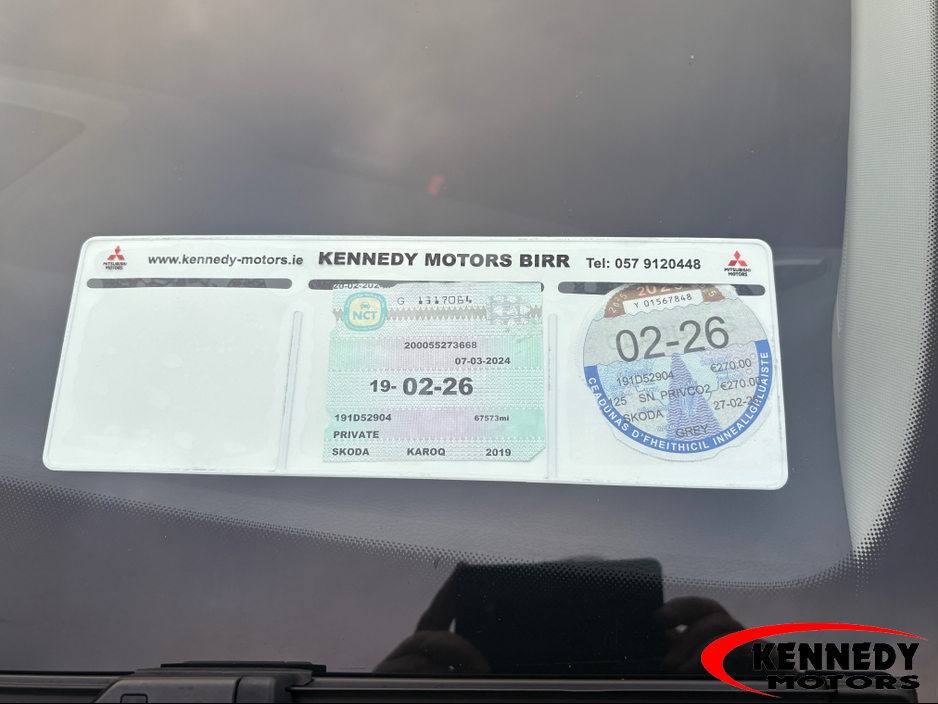 MITSUBISHI
MOTORS
www.kennedy-motors.ie KENNEDY MOTORS BIRR Tel: 057 9120448
MITSUBISHI
MOTORS
NCT
G 1317064
200055273668
07-03-2024
19- 02-26
191D52904 67573mi
PRIVATE
SKODA KAROQ 2019
Y 01567848
02-26
191D52904 €270.00
SN PRIVCO2 €270.00
SKODA
GREY
CEADÚNAS D'FHEITHICIL INNEALLGHLUAISTE
KENNEDY
MOTORS